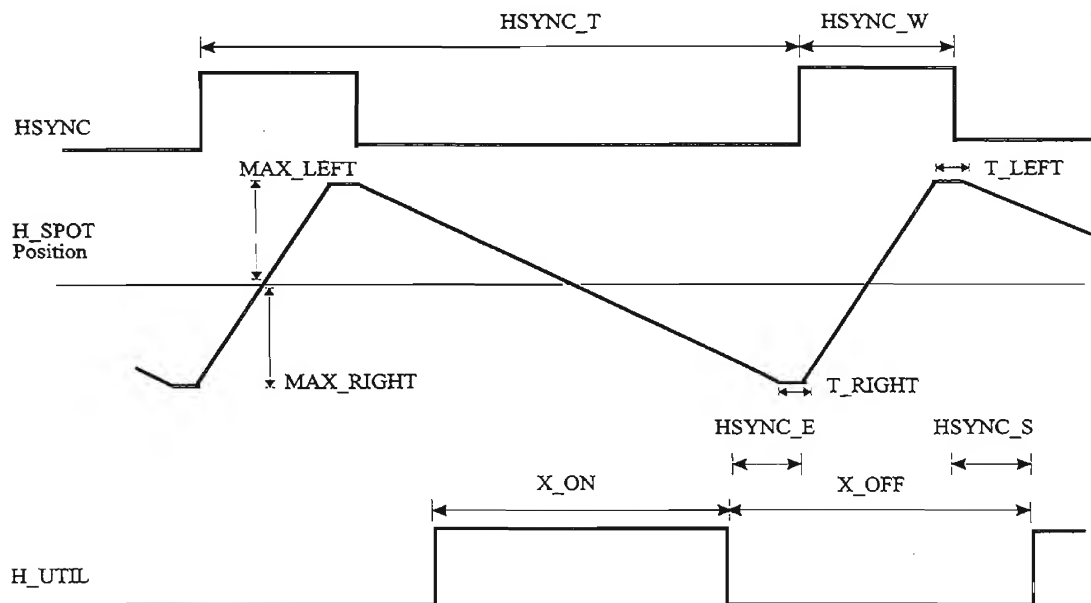 HSYNC_T
HSYNC_W
HSYNC
MAX_LEFT
T_LEFT
H_SPOT
Position
MAX_RIGHT
T_RIGHT
HSYNC_E
HSYNC_S
X_ON
X_OFF
H_UTIL